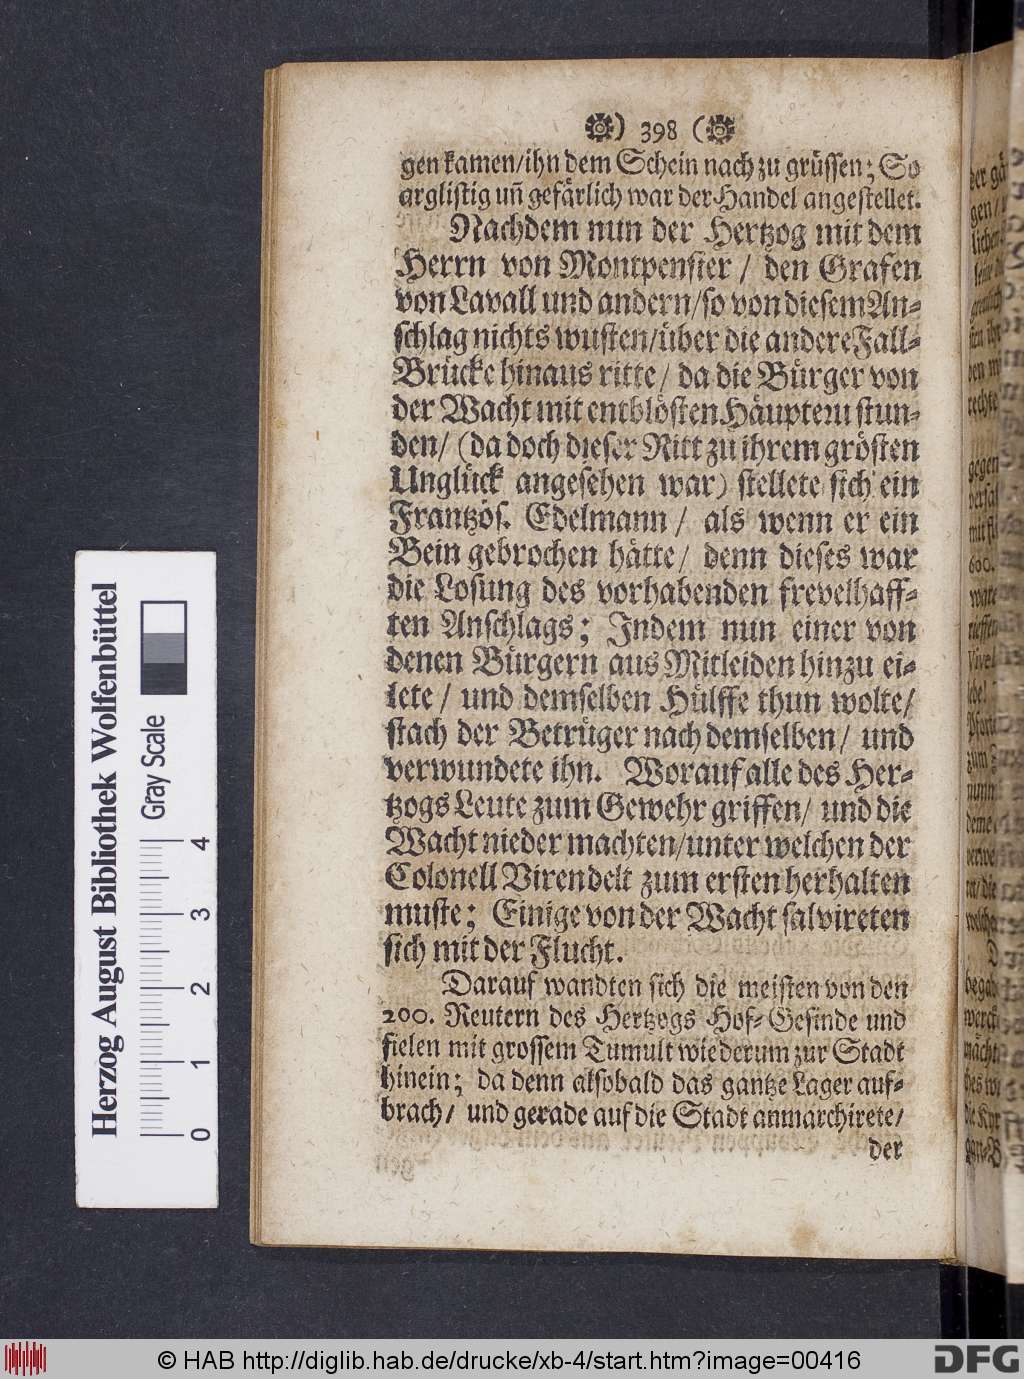 ) 398 (
gen kamen/ihn dem Schein nach zu grüssen; So
arglistig uñ gefärlich war der Handel angestellet.
Nachdem nun der Hertzog mit dem
Herrn von Montpensier / den Grafen
von Lavall und andern/so von diesem An-
schlag nichts wusten/über die andere Fall-
Brücke hinaus ritte/ da die Bürger von
der Wacht mit entblösten Häuptern stun-
den/ (da doch dieser Ritt zu ihrem grösten
Unglück angesehen war) stellete sich ein
Frantzös. Edelmann / als wenn er ein
Bein gebrochen hätte/ denn dieses war
die Losung des vorhabenden frevelhaff-
ten Anschlags; Indem nun einer von
denen Bürgern aus Mitleiden hinzu ei-
lete / und demselben Hülffe thun wolte/
stach der Betrüger nach demselben/ und
verwundete ihn. Worauf alle des Her-
tzogs Leute zum Gewehr griffen/ und die
Wacht nieder machten/unter welchen der
Colonell Virendelt zum ersten herhalten
muste; Einige von der Wacht salvireten
sich mit der Flucht.
Darauf wandten sich die meisten von den
200. Reutern des Hertzogs Hof-Gesinde und
fielen mit grossem Tumult wiederum zur Stadt
hinein; da denn alsobald das gantze Lager auf-
brach/ und gerade auf die Stadt anmarchirete/
der
Herzog August Bibliothek Wolfenbüttel
Gray Scale
0 1 2 3 4
© HAB http://diglib.hab.de/drucke/xb-4/start.htm?image=00416
DFG